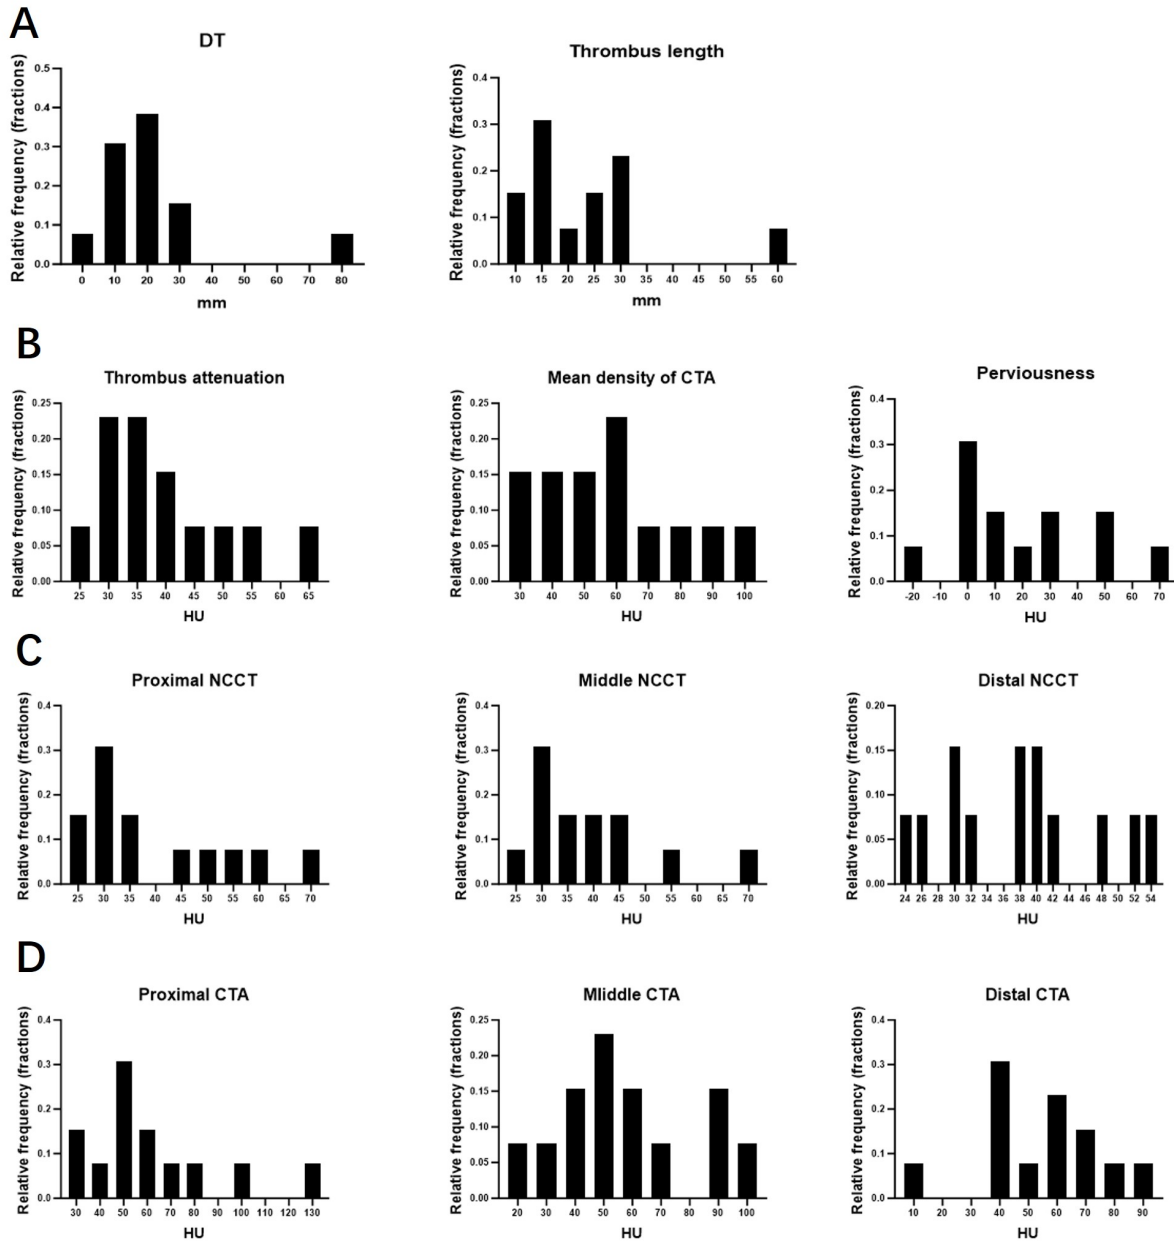 A
DT
Relative frequency (fractions)
0.5
0.4
0.3
0.2
0.1
0.0
0 10 20 30 40 50 60 70 80
mm
Thrombus length
Relative frequency (fractions)
0.4
0.3
0.2
0.1
0.0
10 15 20 25 30 35 40 45 50 55 60
mm
B
Thrombus attenuation
Relative frequency (fractions)
0.25
0.20
0.15
0.10
0.05
0.00
25 30 35 40 45 50 55 60 65
HU
Mean density of CTA
Relative frequency (fractions)
0.25
0.20
0.15
0.10
0.05
0.00
30 40 50 60 70 80 90 100
HU
Perviousness
Relative frequency (fractions)
0.4
0.3
0.2
0.1
0.0
-20 -10 0 10 20 30 40 50 60 70
HU
C
Proximal NCCT
Relative frequency (fractions)
0.4
0.3
0.2
0.1
0.0
25 30 35 40 45 50 55 60 65 70
HU
Middle NCCT
Relative frequency (fractions)
0.4
0.3
0.2
0.1
0.0
25 30 35 40 45 50 55 60 65 70
HU
Distal NCCT
Relative frequency (fractions)
0.20
0.15
0.10
0.05
0.00
24 26 28 30 32 34 36 38 40 42 44 46 48 50 52 54
HU
D
Proximal CTA
Relative frequency (fractions)
0.4
0.3
0.2
0.1
0.0
30 40 50 60 70 80 90 100 110 120 130
HU
MIiddle CTA
Relative frequency (fractions)
0.25
0.20
0.15
0.10
0.05
0.00
20 30 40 50 60 70 80 90 100
HU
Distal CTA
Relative frequency (fractions)
0.4
0.3
0.2
0.1
0.0
10 20 30 40 50 60 70 80 90
HU